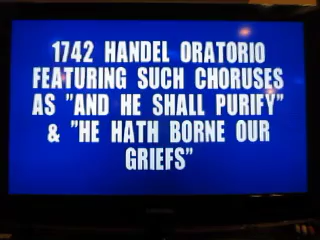 1742 HANDEL ORATORIO
FEATURING SUCH CHORUSES
AS "AND HE SHALL PURIFY"
& "HE HATH BORNE OUR
GRIEFS"